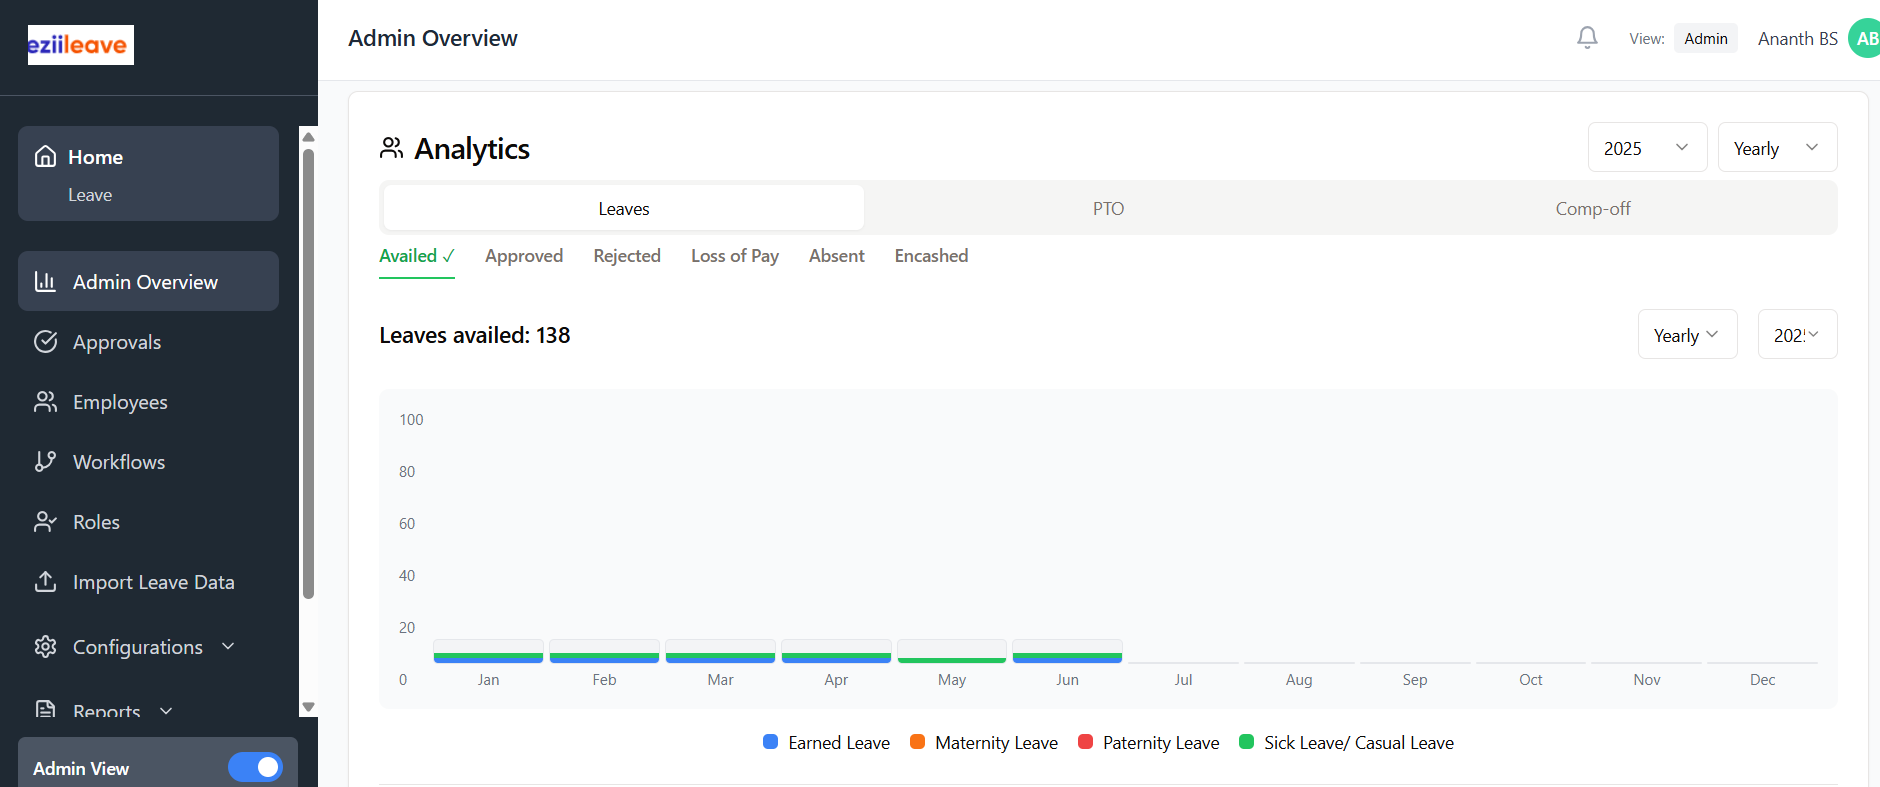 eziileave
Admin Overview
View: Admin Ananth BS AB
Home
Leave
Admin Overview
Approvals
Employees
Workflows
Roles
Import Leave Data
Configurations
Reports
Admin View
Analytics
2025 Yearly
Leaves PTO Comp-off
Availed ✓ Approved Rejected Loss of Pay Absent Encashed
Leaves availed: 138
Yearly 202
100
80
60
40
20
0 Jan Feb Mar Apr May Jun Jul Aug Sep Oct Nov Dec
Earned Leave Maternity Leave Paternity Leave Sick Leave/ Casual Leave